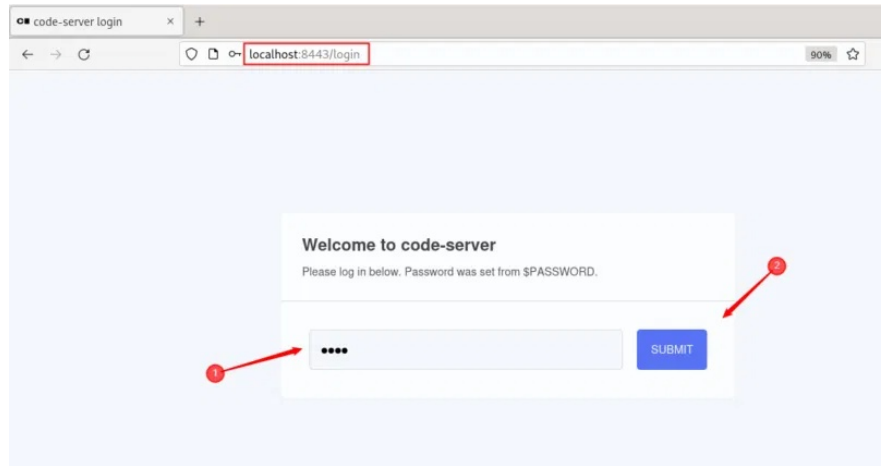 code-server login
localhost:8443/login
90%
Welcome to code-server
Please log in below. Password was set from $PASSWORD.
2
••••
SUBMIT
1